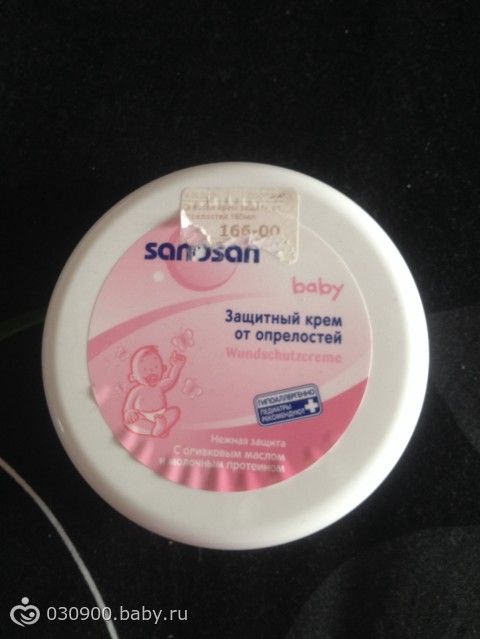 166-00
sanosan
baby
Защитный крем
от опрелостей
Wundschutzcreme
ГИПОАЛЛЕРГЕННО
ПЕДИАТРЫ
РЕКОМЕНДУЮТ
Нежная защита
С оливковым маслом
и молочным протеином
030900.baby.ru